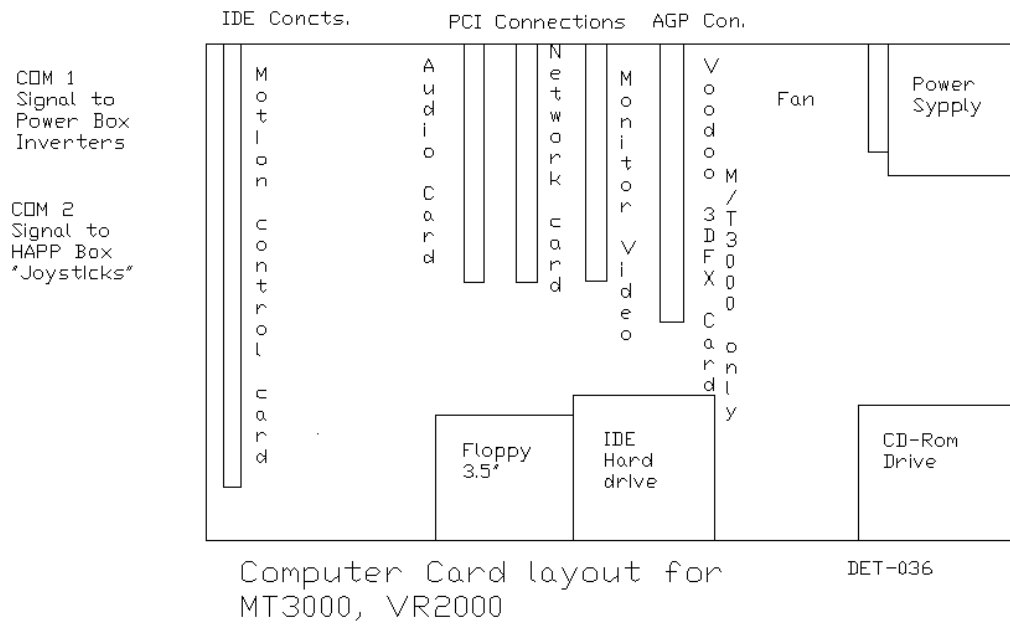 IDE Concts.
PCI Connections
AGP Con.
COM 1
Signal to
Power Box
Inverters
COM 2
Signal to
HAPP Box
"Joysticks"
Motion control card
Audio Card
Network card
Monitor Video
Voodoo 3DFX Card
M/T3000 only
Fan
Power
Sypply
Floppy
3.5"
IDE
Hard
drive
CD-Rom
Drive
Computer Card layout for
MT3000, VR2000
DET-036